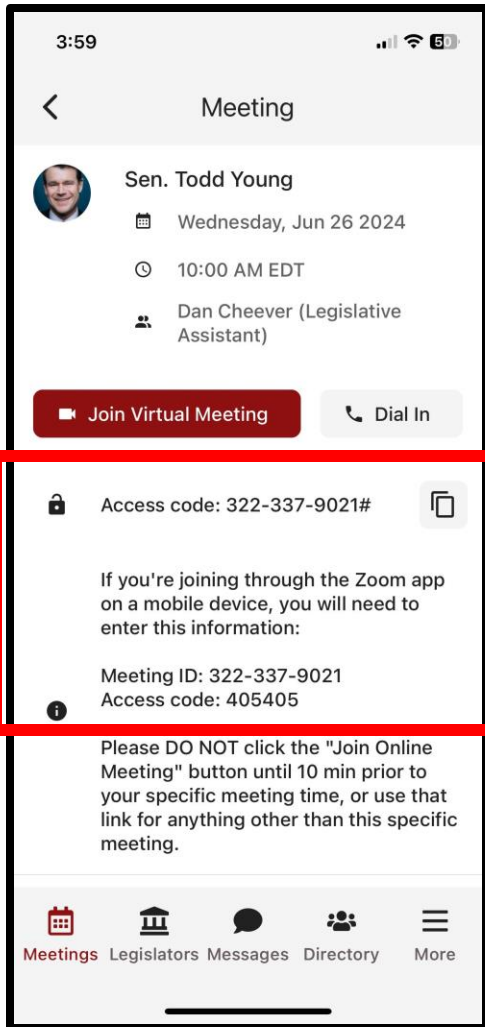 3:59
50
Meeting
Sen. Todd Young
Wednesday, Jun 26 2024
10:00 AM EDT
Dan Cheever (Legislative
Assistant)
Join Virtual Meeting
Dial In
Access code: 322-337-9021#
If you're joining through the Zoom app
on a mobile device, you will need to
enter this information:
Meeting ID: 322-337-9021
Access code: 405405
Please DO NOT click the "Join Online
Meeting" button until 10 min prior to
your specific meeting time, or use that
link for anything other than this specific
meeting.
Meetings Legislators Messages Directory More